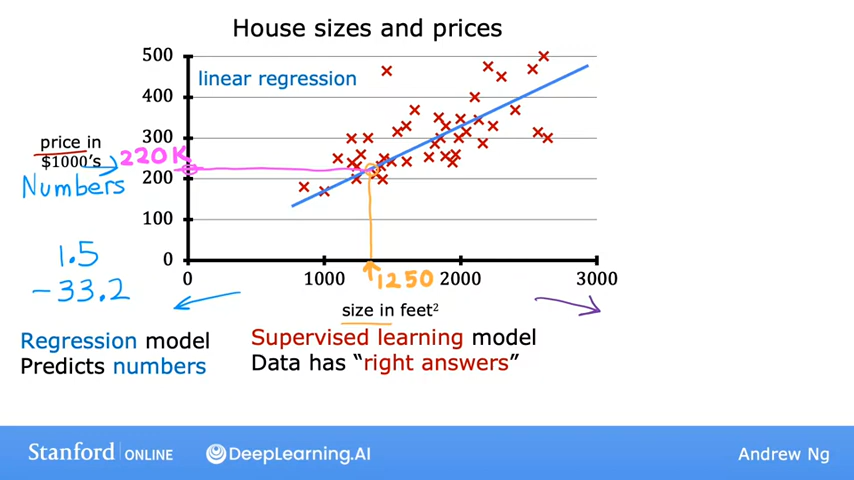 House sizes and prices
500
linear regression
400
price in
$1000's
300
220K
Numbers
200
100
1.5
0
-33.2
0
1000
1250
2000
3000
size in feet²
Regression model
Predicts numbers
Supervised learning model
Data has “right answers”
Stanford | ONLINE
DeepLearning.AI
Andrew Ng